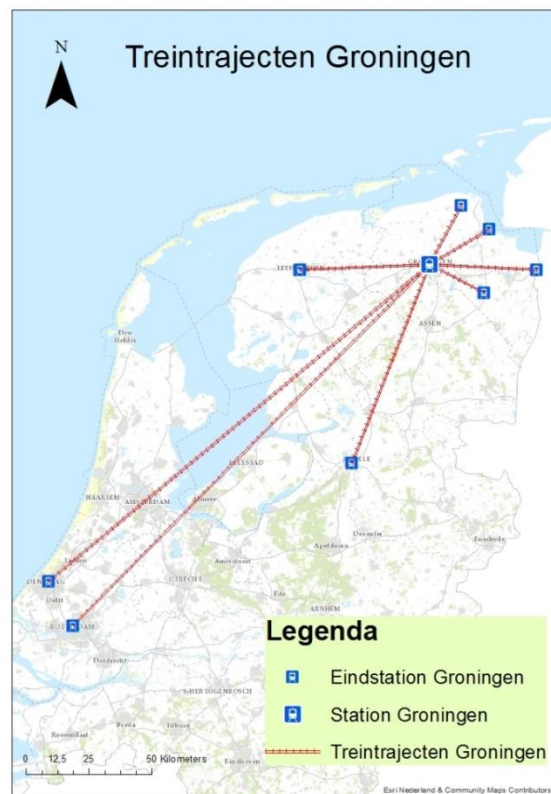 Treintrajecten Groningen
N
ASSEN
Den
Helder
LELYSTAD
HAARLEM
AMSTERDAM
Almere
Deventer
Enschede
Apeldoorn
Amersfoort
Leiden
UTRECHT
Ede
Delft
ARNHEM
Dordrecht
'S-HERTOGENBOSCH
Roosendaal
Breda
Tilburg
Eindhoven
Legenda
Eindstation Groningen
Station Groningen
Treintrajecten Groningen
0 12,5 25 50 Kilometers
Esri Nederland & Community Maps Contributors